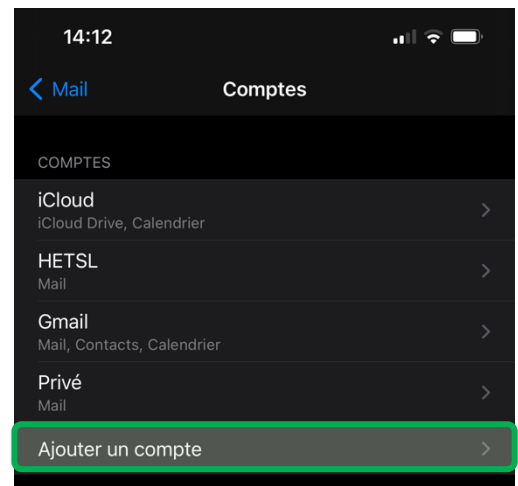 14:12
Mail
Comptes
COMPTES
iCloud
iCloud Drive, Calendrier
HETSL
Mail
Gmail
Mail, Contacts, Calendrier
Privé
Mail
Ajouter un compte